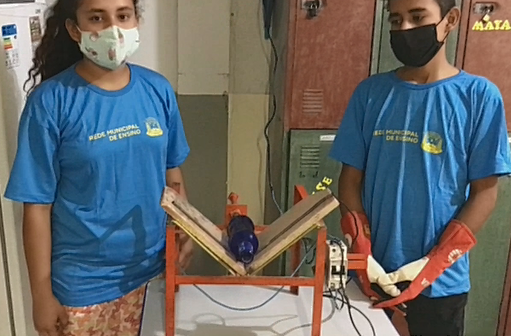 REDE MUNICIPAL
DE ENSINO
REDE MUNICIPAL
DE ENSINO
MATA